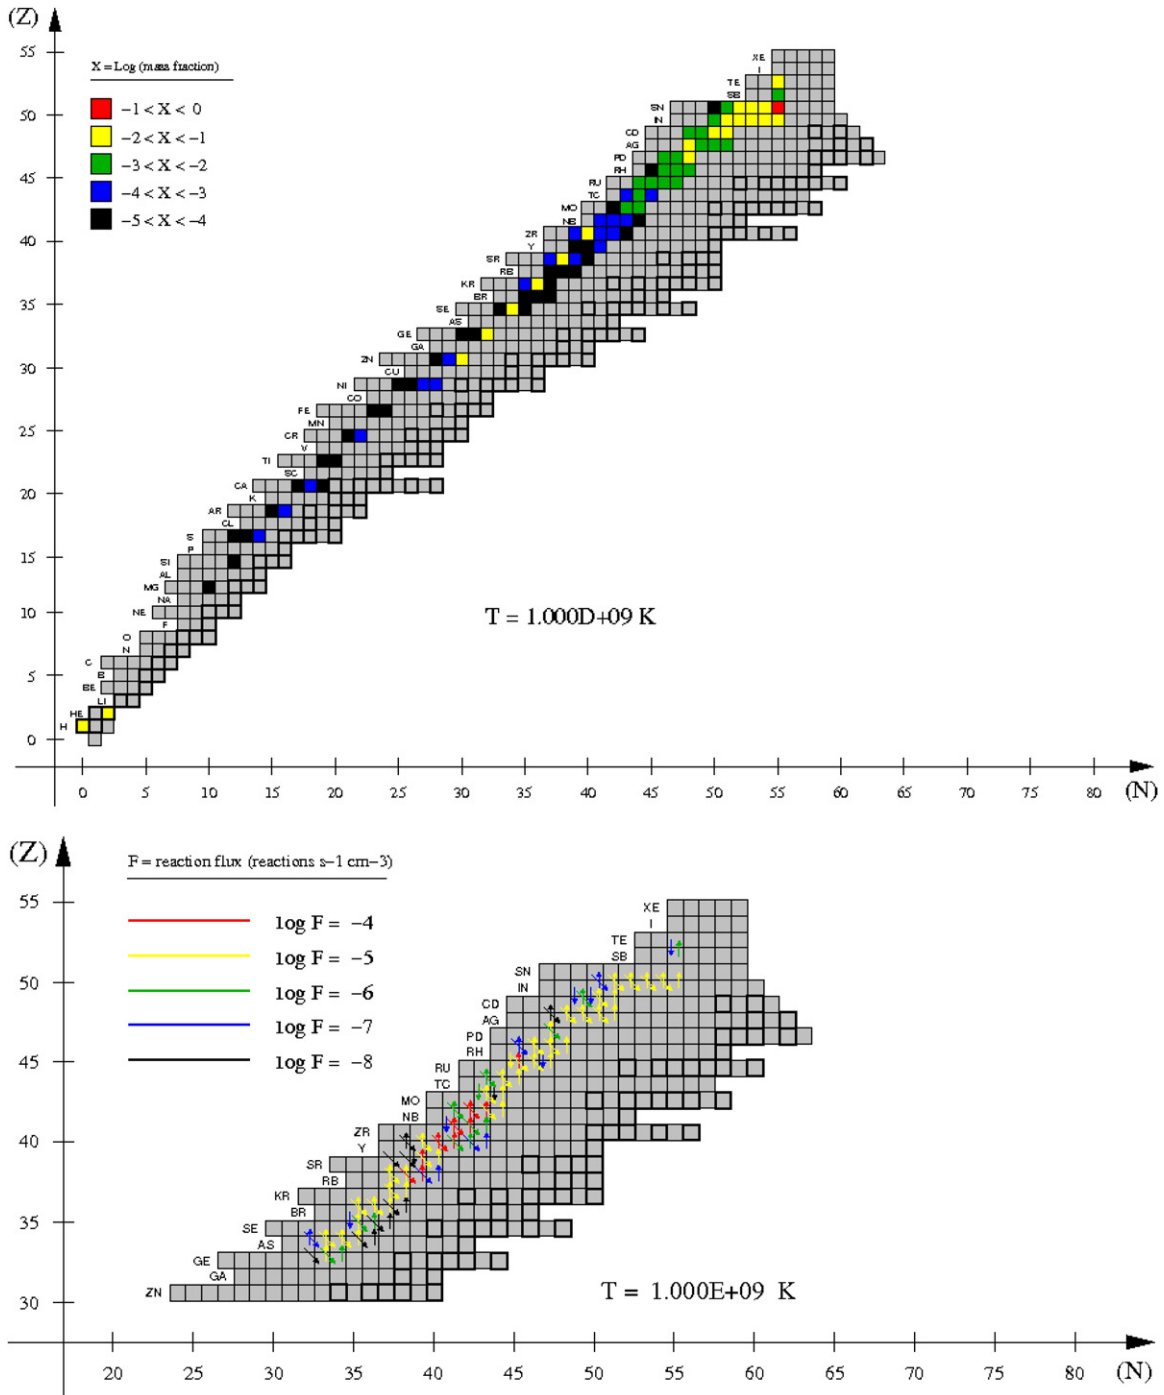 (Z)
X = Log (mass fraction)
−1 < X < 0
−2 < X < −1
−3 < X < −2
−4 < X < −3
−5 < X < −4
55
50
45
40
35
30
25
20
15
10
5
0
XE
I
TE
SB
SN
IN
CD
AG
PD
RH
RU
TC
MO
NB
ZR
Y
SR
RB
KR
BR
SE
AS
GE
GA
ZN
CU
NI
CO
FE
MN
CR
V
TI
SC
CA
K
AR
CL
S
P
SI
AL
MG
NA
NE
F
O
N
C
B
BE
LI
HE
H
T = 1.000D+09 K
0 5 10 15 20 25 30 35 40 45 50 55 60 65 70 75 80 (N)
(Z)
F = reaction flux (reactions s−1 cm−3)
log F = −4
log F = −5
log F = −6
log F = −7
log F = −8
55
50
45
40
35
30
XE
I
TE
SB
SN
IN
CD
AG
PD
RH
RU
TC
MO
NB
ZR
Y
SR
RB
KR
BR
SE
AS
GE
GA
ZN
T = 1.000E+09 K
20 25 30 35 40 45 50 55 60 65 70 75 80 (N)